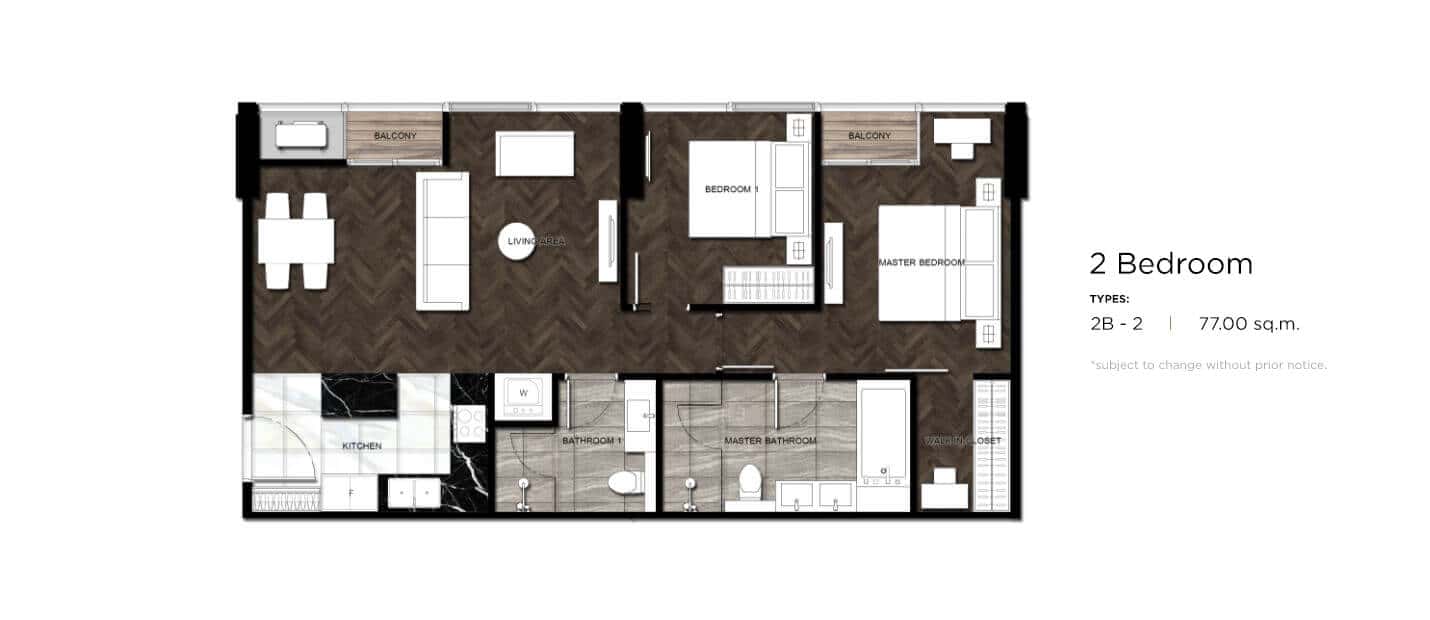 BALCONY
BALCONY
BEDROOM 1
LIVING AREA
MASTER BEDROOM
W
BATHROOM 1
MASTER BATHROOM
WALK IN CLOSET
KITCHEN
F
2 Bedroom
TYPES:
2B - 2 | 77.00 sq.m.
*subject to change without prior notice.